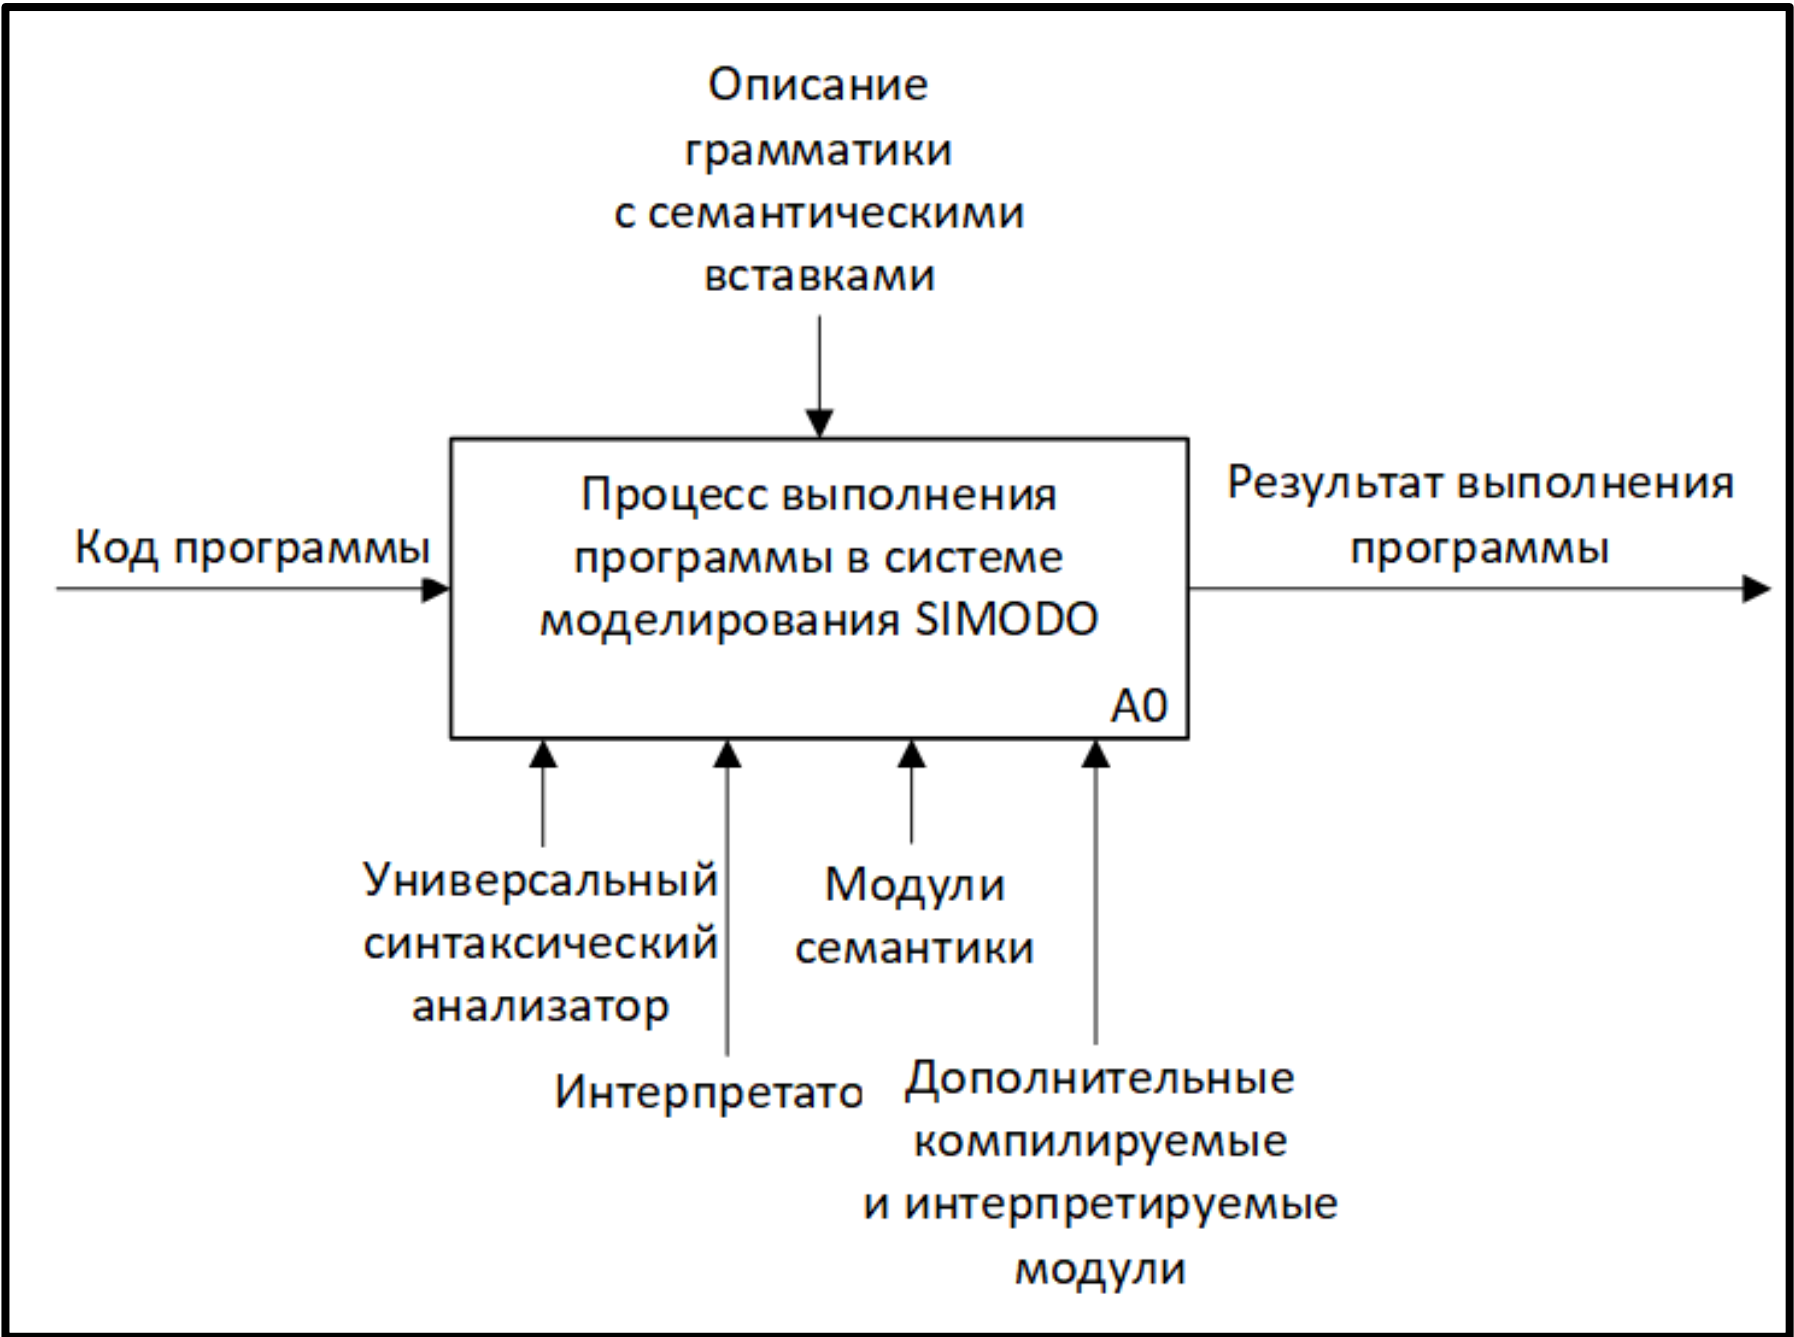 Описание
грамматики
с семантическими
вставками
Код программы
Процесс выполнения
программы в системе
моделирования SIMODO
А0
Результат выполнения
программы
Универсальный
синтаксический
анализатор
Интерпретато
Модули
семантики
Дополнительные
компилируемые
и интерпретируемые
модули